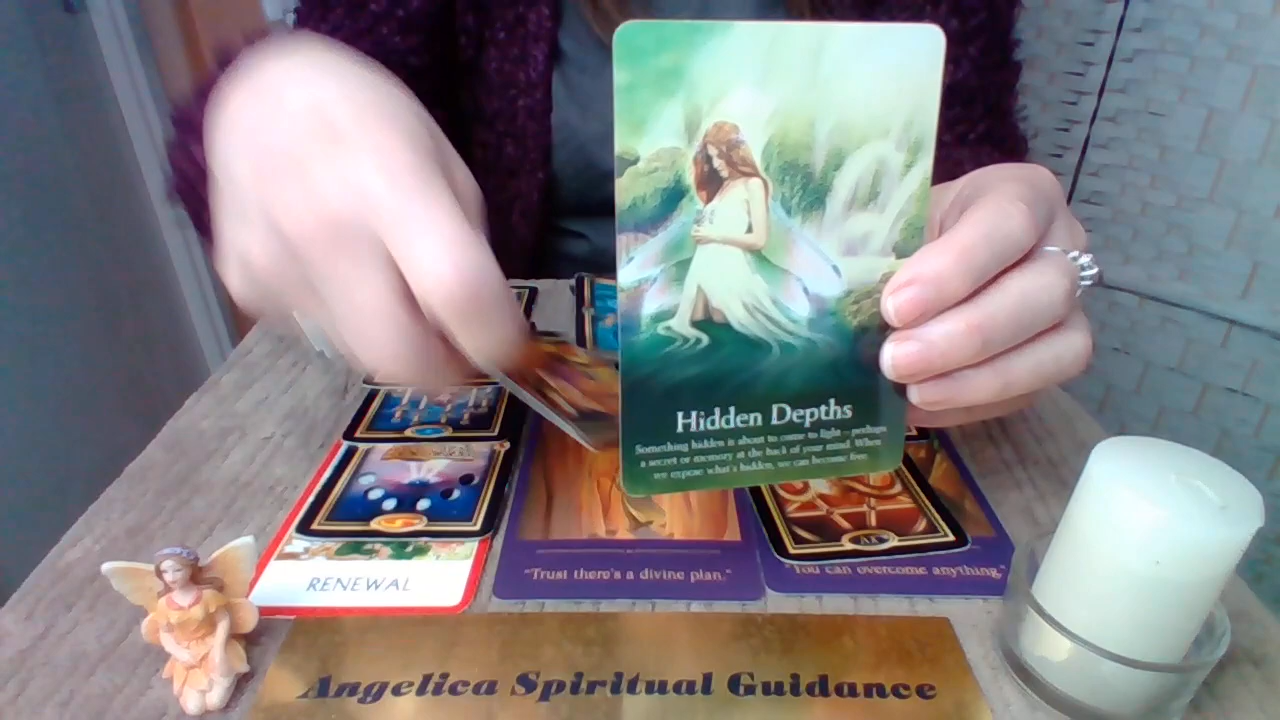 Hidden Depths
Something hidden is about to come to light – perhaps
a secret or memory at the back of your mind. When
we expose what's hidden, we can become free.
"Trust there's a divine plan."
"You can overcome anything."
RENEWAL
Angelica Spiritual Guidance